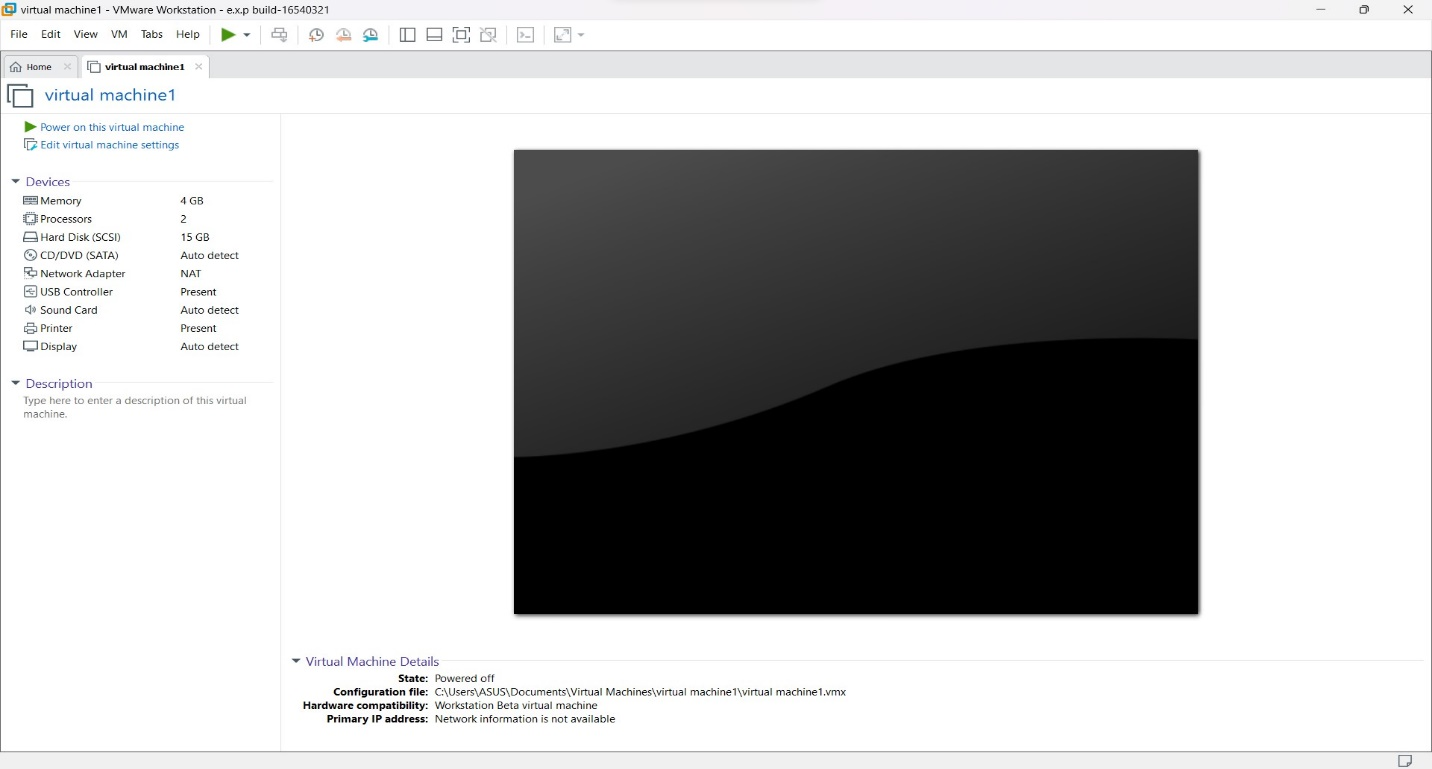 virtual machine1 - VMware Workstation - e.x.p build-16540321
File Edit View VM Tabs Help
Home virtual machine1
virtual machine1
Power on this virtual machine
Edit virtual machine settings
Devices
Memory 4 GB
Processors 2
Hard Disk (SCSI) 15 GB
CD/DVD (SATA) Auto detect
Network Adapter NAT
USB Controller Present
Sound Card Auto detect
Printer Present
Display Auto detect
Description
Type here to enter a description of this virtual
machine.
Virtual Machine Details
State: Powered off
Configuration file: C:\Users\ASUS\Documents\Virtual Machines\virtual machine1\virtual machine1.vmx
Hardware compatibility: Workstation Beta virtual machine
Primary IP address: Network information is not available